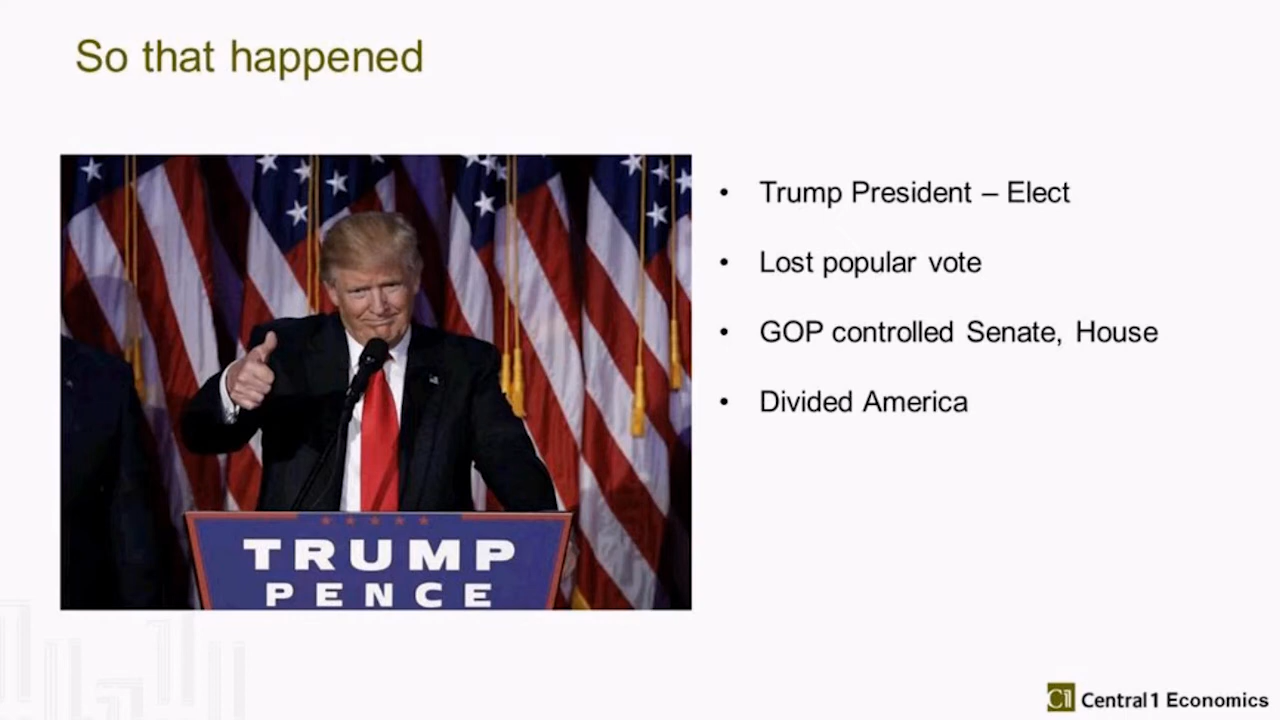 So that happened
• Trump President – Elect
• Lost popular vote
• GOP controlled Senate, House
• Divided America
TRUMP
PENCE
C1 Central 1 Economics